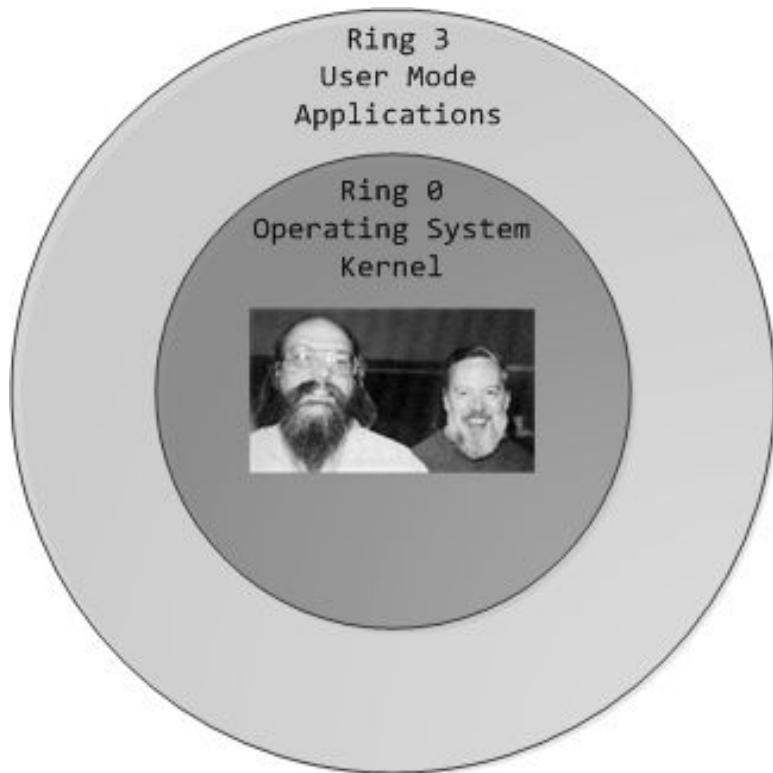 Ring 3
User Mode
Applications
Ring 0
Operating System
Kernel